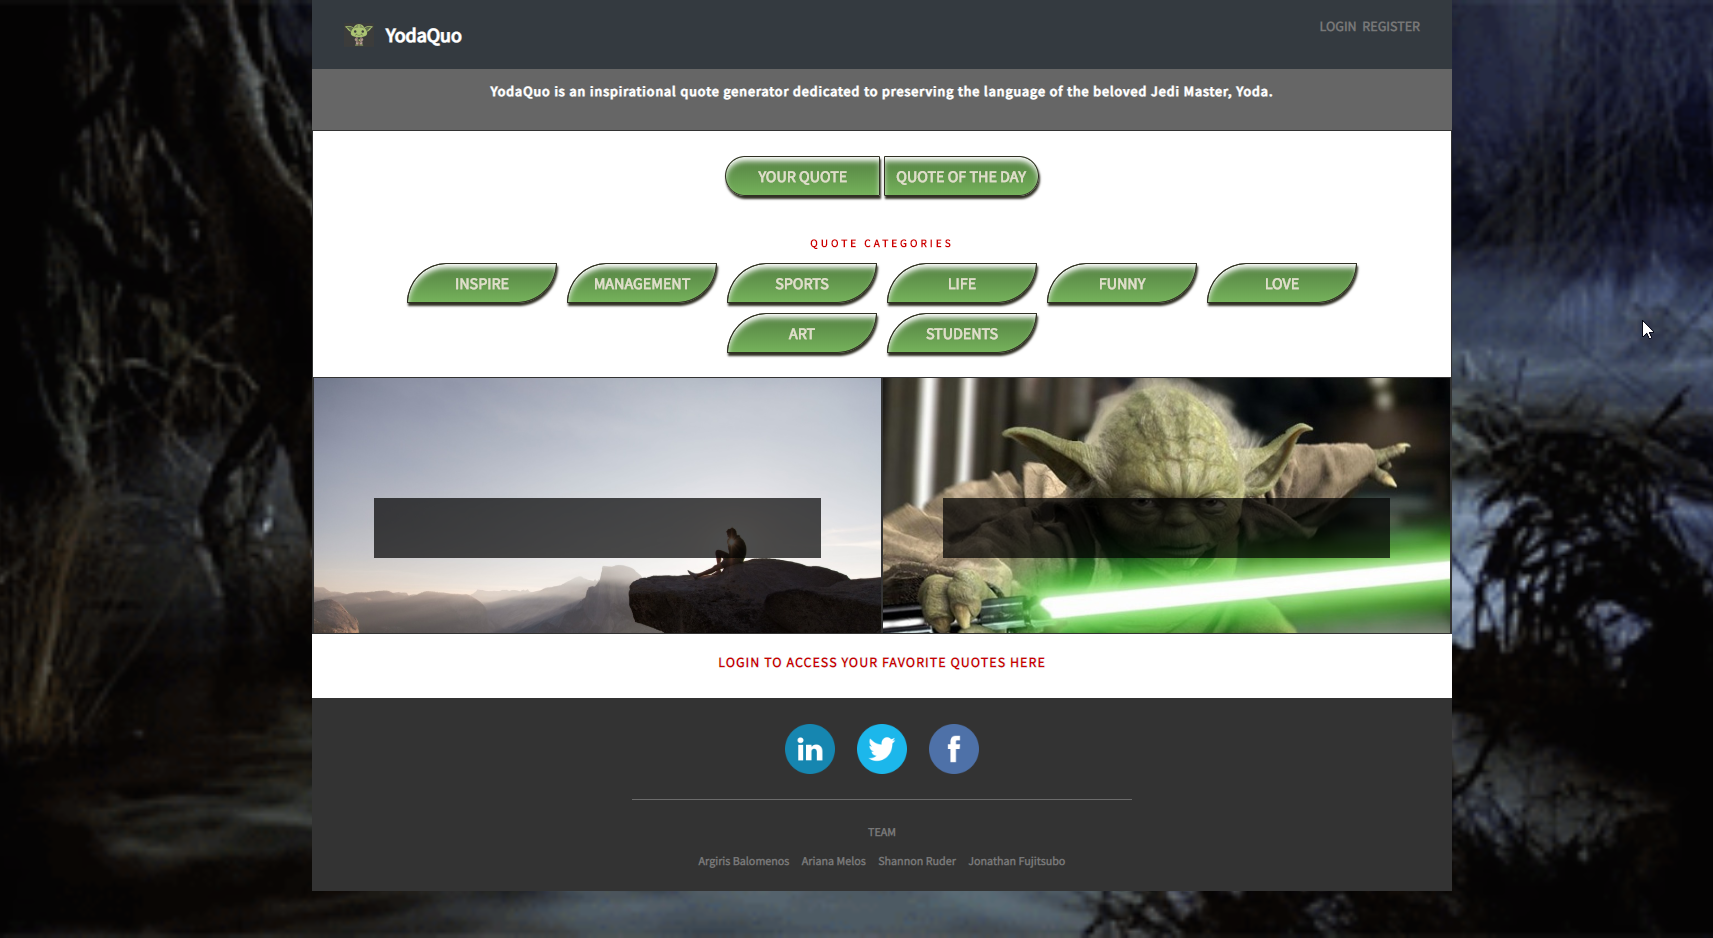 YodaQuo
LOGIN REGISTER
YodaQuo is an inspirational quote generator dedicated to preserving the language of the beloved Jedi Master, Yoda.
YOUR QUOTE QUOTE OF THE DAY
QUOTE CATEGORIES
INSPIRE MANAGEMENT SPORTS LIFE FUNNY LOVE
ART STUDENTS
LOGIN TO ACCESS YOUR FAVORITE QUOTES HERE
in f
TEAM
Argiris Balomenos Ariana Melos Shannon Ruder Jonathan Fujitsubo